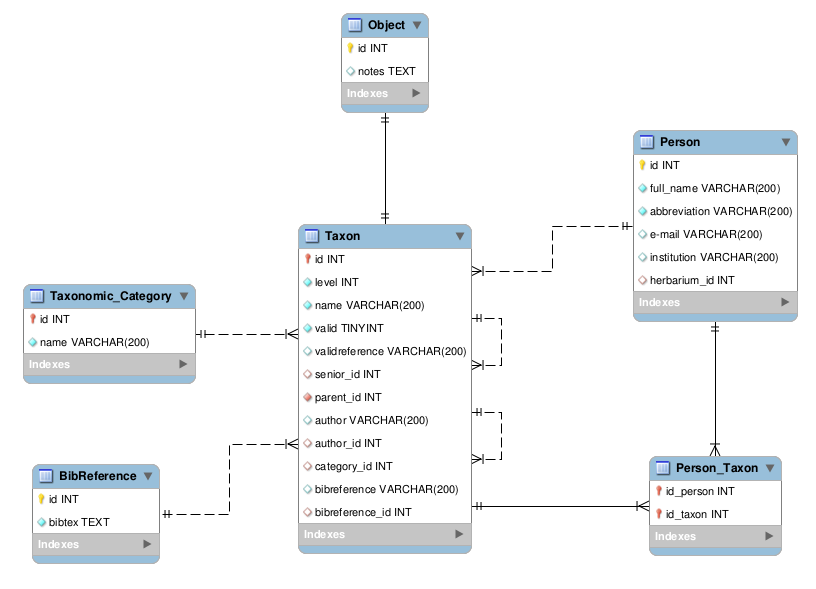 Object
id INT
notes TEXT
Indexes
Person
id INT
full_name VARCHAR(200)
abbreviation VARCHAR(200)
e-mail VARCHAR(200)
institution VARCHAR(200)
herbarium_id INT
Indexes
Taxon
id INT
level INT
name VARCHAR(200)
valid TINYINT
validreference VARCHAR(200)
senior_id INT
parent_id INT
author VARCHAR(200)
author_id INT
category_id INT
bibreference VARCHAR(200)
bibreference_id INT
Indexes
Taxonomic_Category
id INT
name VARCHAR(200)
Indexes
BibReference
id INT
bibtex TEXT
Indexes
Person_Taxon
id_person INT
id_taxon INT
Indexes